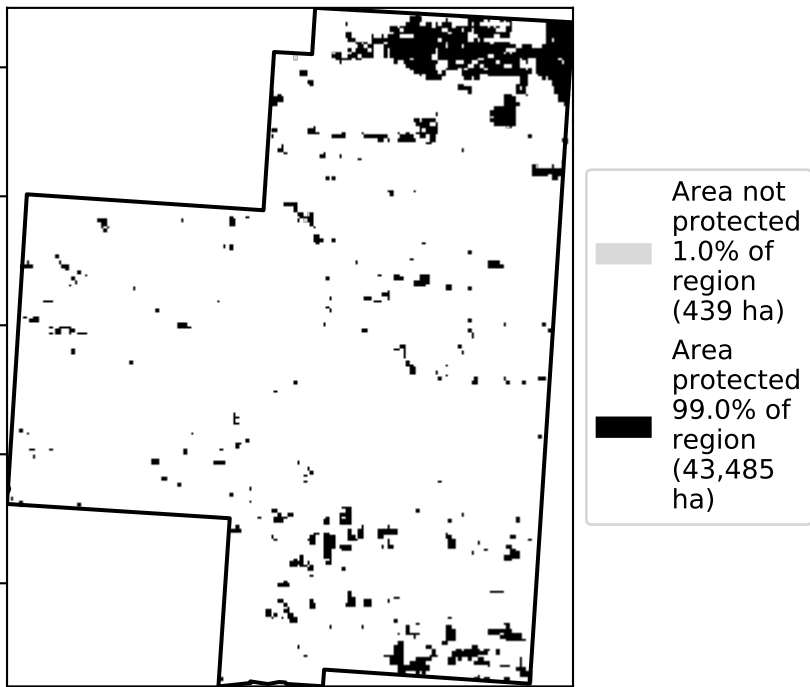 Area not
protected
1.0% of
region
(439 ha)
Area
protected
99.0% of
region
(43,485
ha)